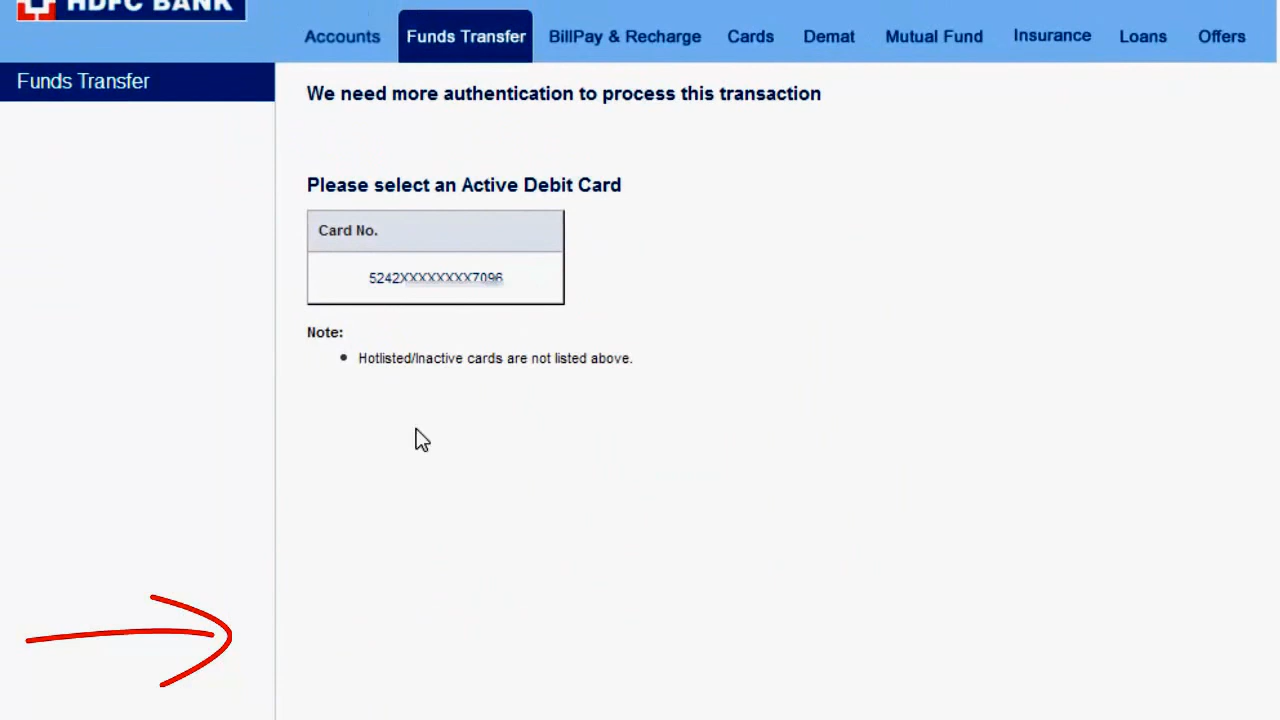 HDFC BANK
Accounts Funds Transfer BillPay & Recharge Cards Demat Mutual Fund Insurance Loans Offers
Funds Transfer
We need more authentication to process this transaction
Please select an Active Debit Card
Card No.
5242XXXXXXXX7096
Note:
• Hotlisted/Inactive cards are not listed above.